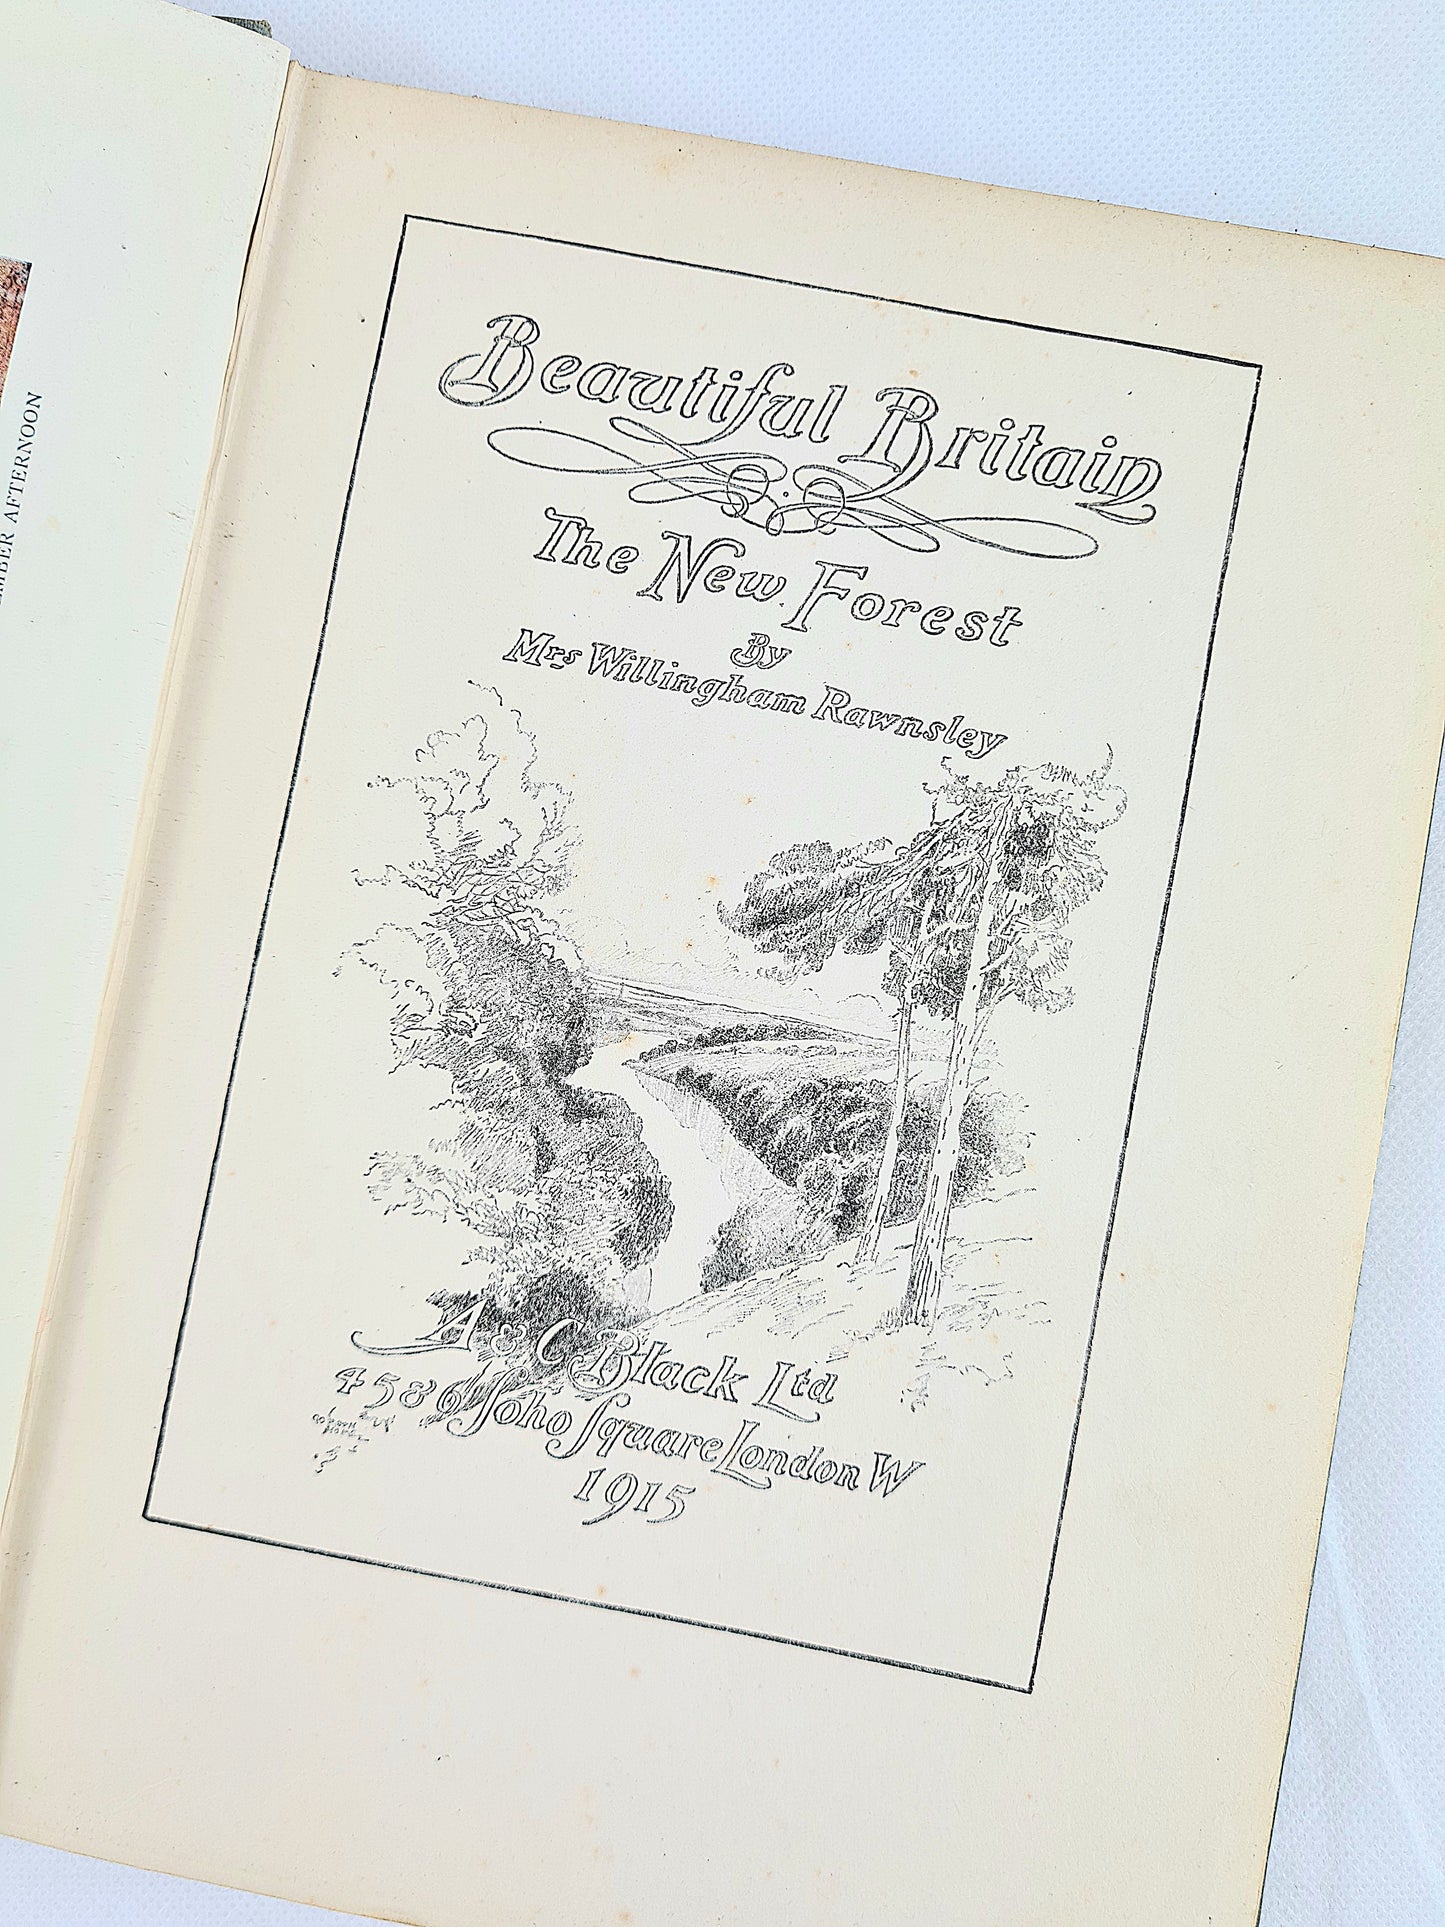 MBER AFTERNOON
Beautiful Britain
The New Forest
By
Mrs Willingham Rawnsley
A & C Black Ltd
4 5 & 6 Soho Square London W
1915